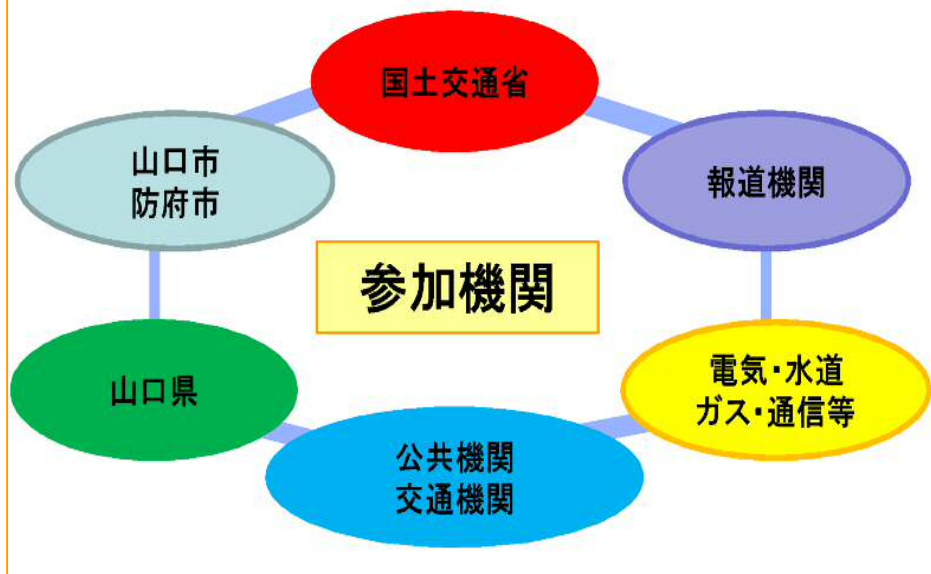 国土交通省
山口市
防府市
報道機関
参加機関
山口県
電気・水道
ガス・通信等
公共機関
交通機関